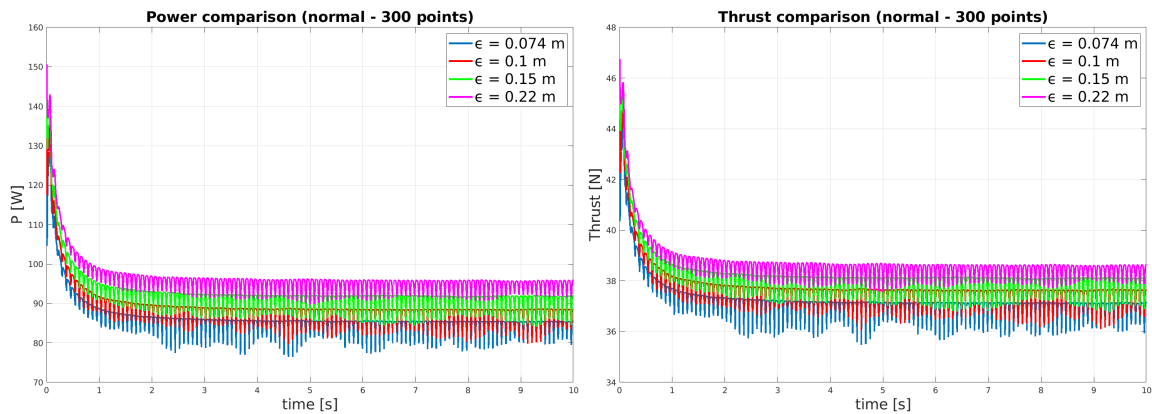 Power comparison (normal - 300 points)
160
150
140
130
120
110
100
90
80
70
P [W]
0 1 2 3 4 5 6 7 8 9 10
time [s]
ϵ = 0.074 m
ϵ = 0.1 m
ϵ = 0.15 m
ϵ = 0.22 m
Thrust comparison (normal - 300 points)
48
46
44
42
40
38
36
34
Thrust [N]
0 1 2 3 4 5 6 7 8 9 10
time [s]
ϵ = 0.074 m
ϵ = 0.1 m
ϵ = 0.15 m
ϵ = 0.22 m